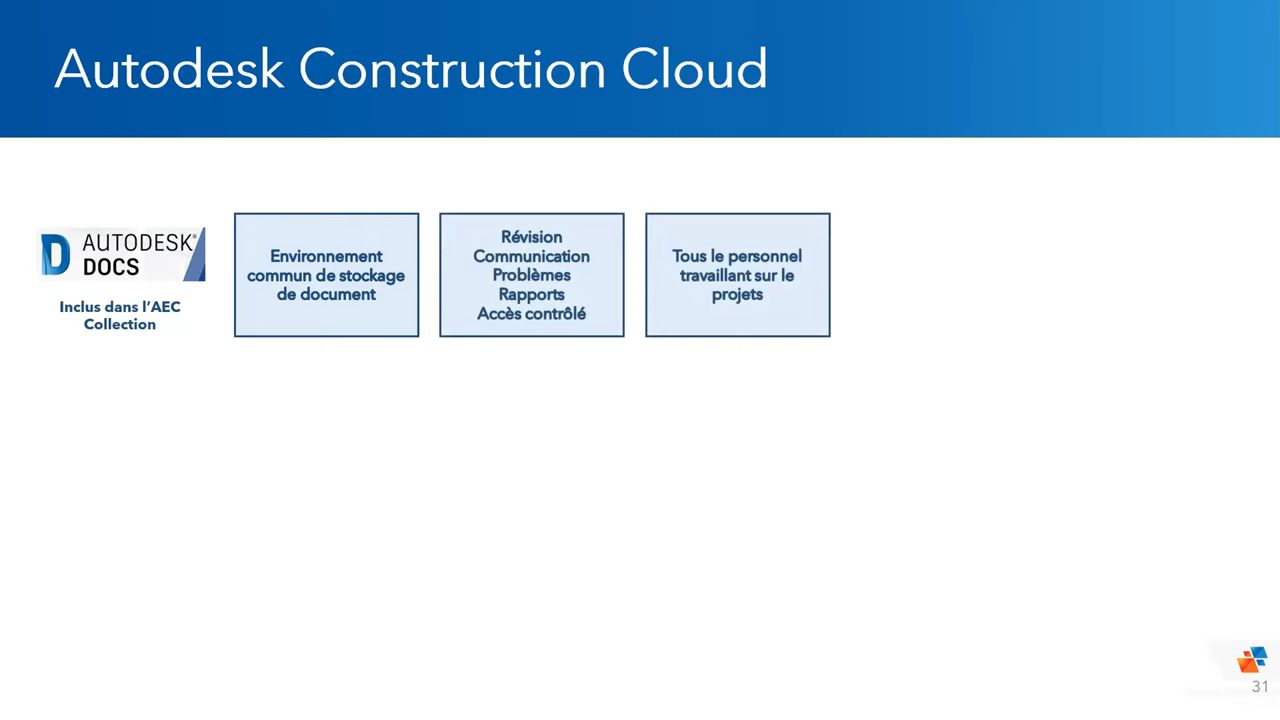 Autodesk Construction Cloud
AUTODESK®
DOCS
Inclus dans l’AEC
Collection
Environnement
commun de stockage
de document
Révision
Communication
Problèmes
Rapports
Accès contrôlé
Tous le personnel
travaillant sur le
projets
31